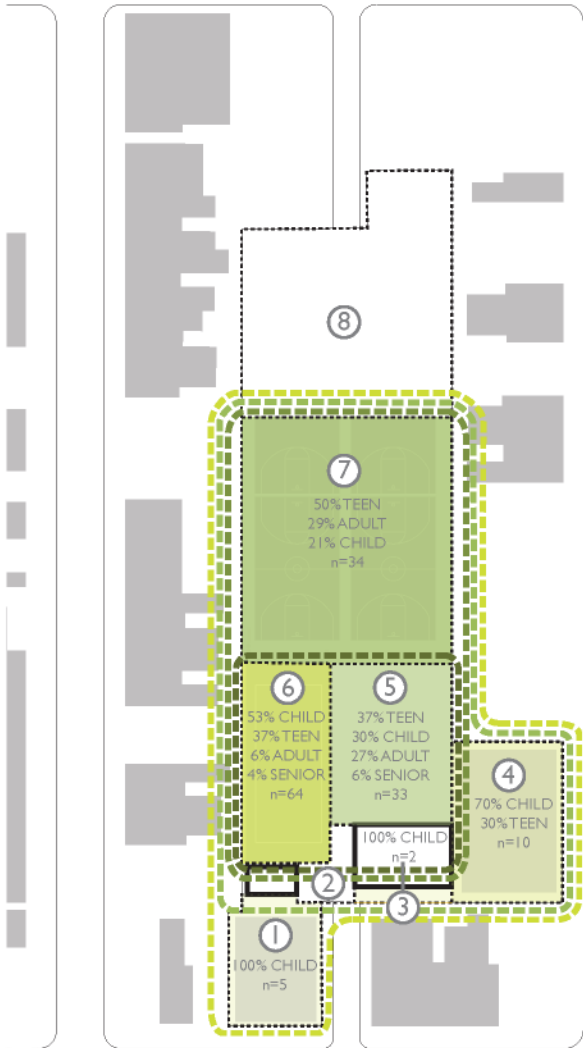 8
7
50% TEEN
29% ADULT
21% CHILD
n=34
6
53% CHILD
37% TEEN
6% ADULT
4% SENIOR
n=64
5
37% TEEN
30% CHILD
27% ADULT
6% SENIOR
n=33
4
70% CHILD
30% TEEN
n=10
100% CHILD
n=2
2
3
1
100% CHILD
n=5